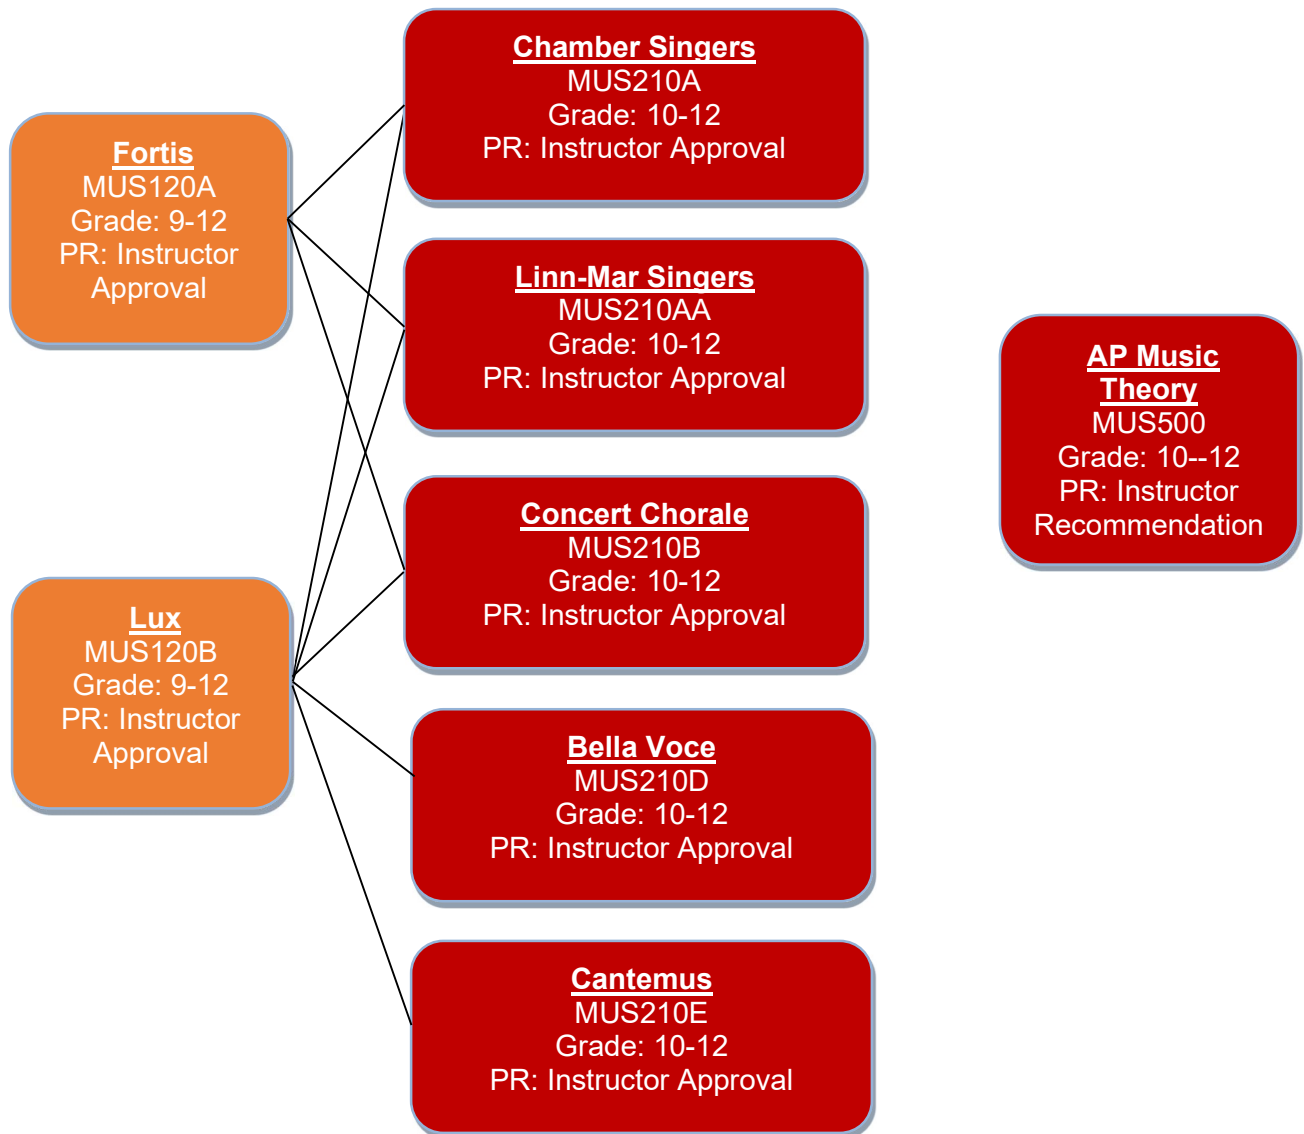 Chamber Singers
MUS210A
Grade: 10-12
PR: Instructor Approval
Fortis
MUS120A
Grade: 9-12
PR: Instructor
Approval
Linn-Mar Singers
MUS210AA
Grade: 10-12
PR: Instructor Approval
AP Music
Theory
MUS500
Grade: 10--12
PR: Instructor
Recommendation
Concert Chorale
MUS210B
Grade: 10-12
PR: Instructor Approval
Lux
MUS120B
Grade: 9-12
PR: Instructor
Approval
Bella Voce
MUS210D
Grade: 10-12
PR: Instructor Approval
Cantemus
MUS210E
Grade: 10-12
PR: Instructor Approval